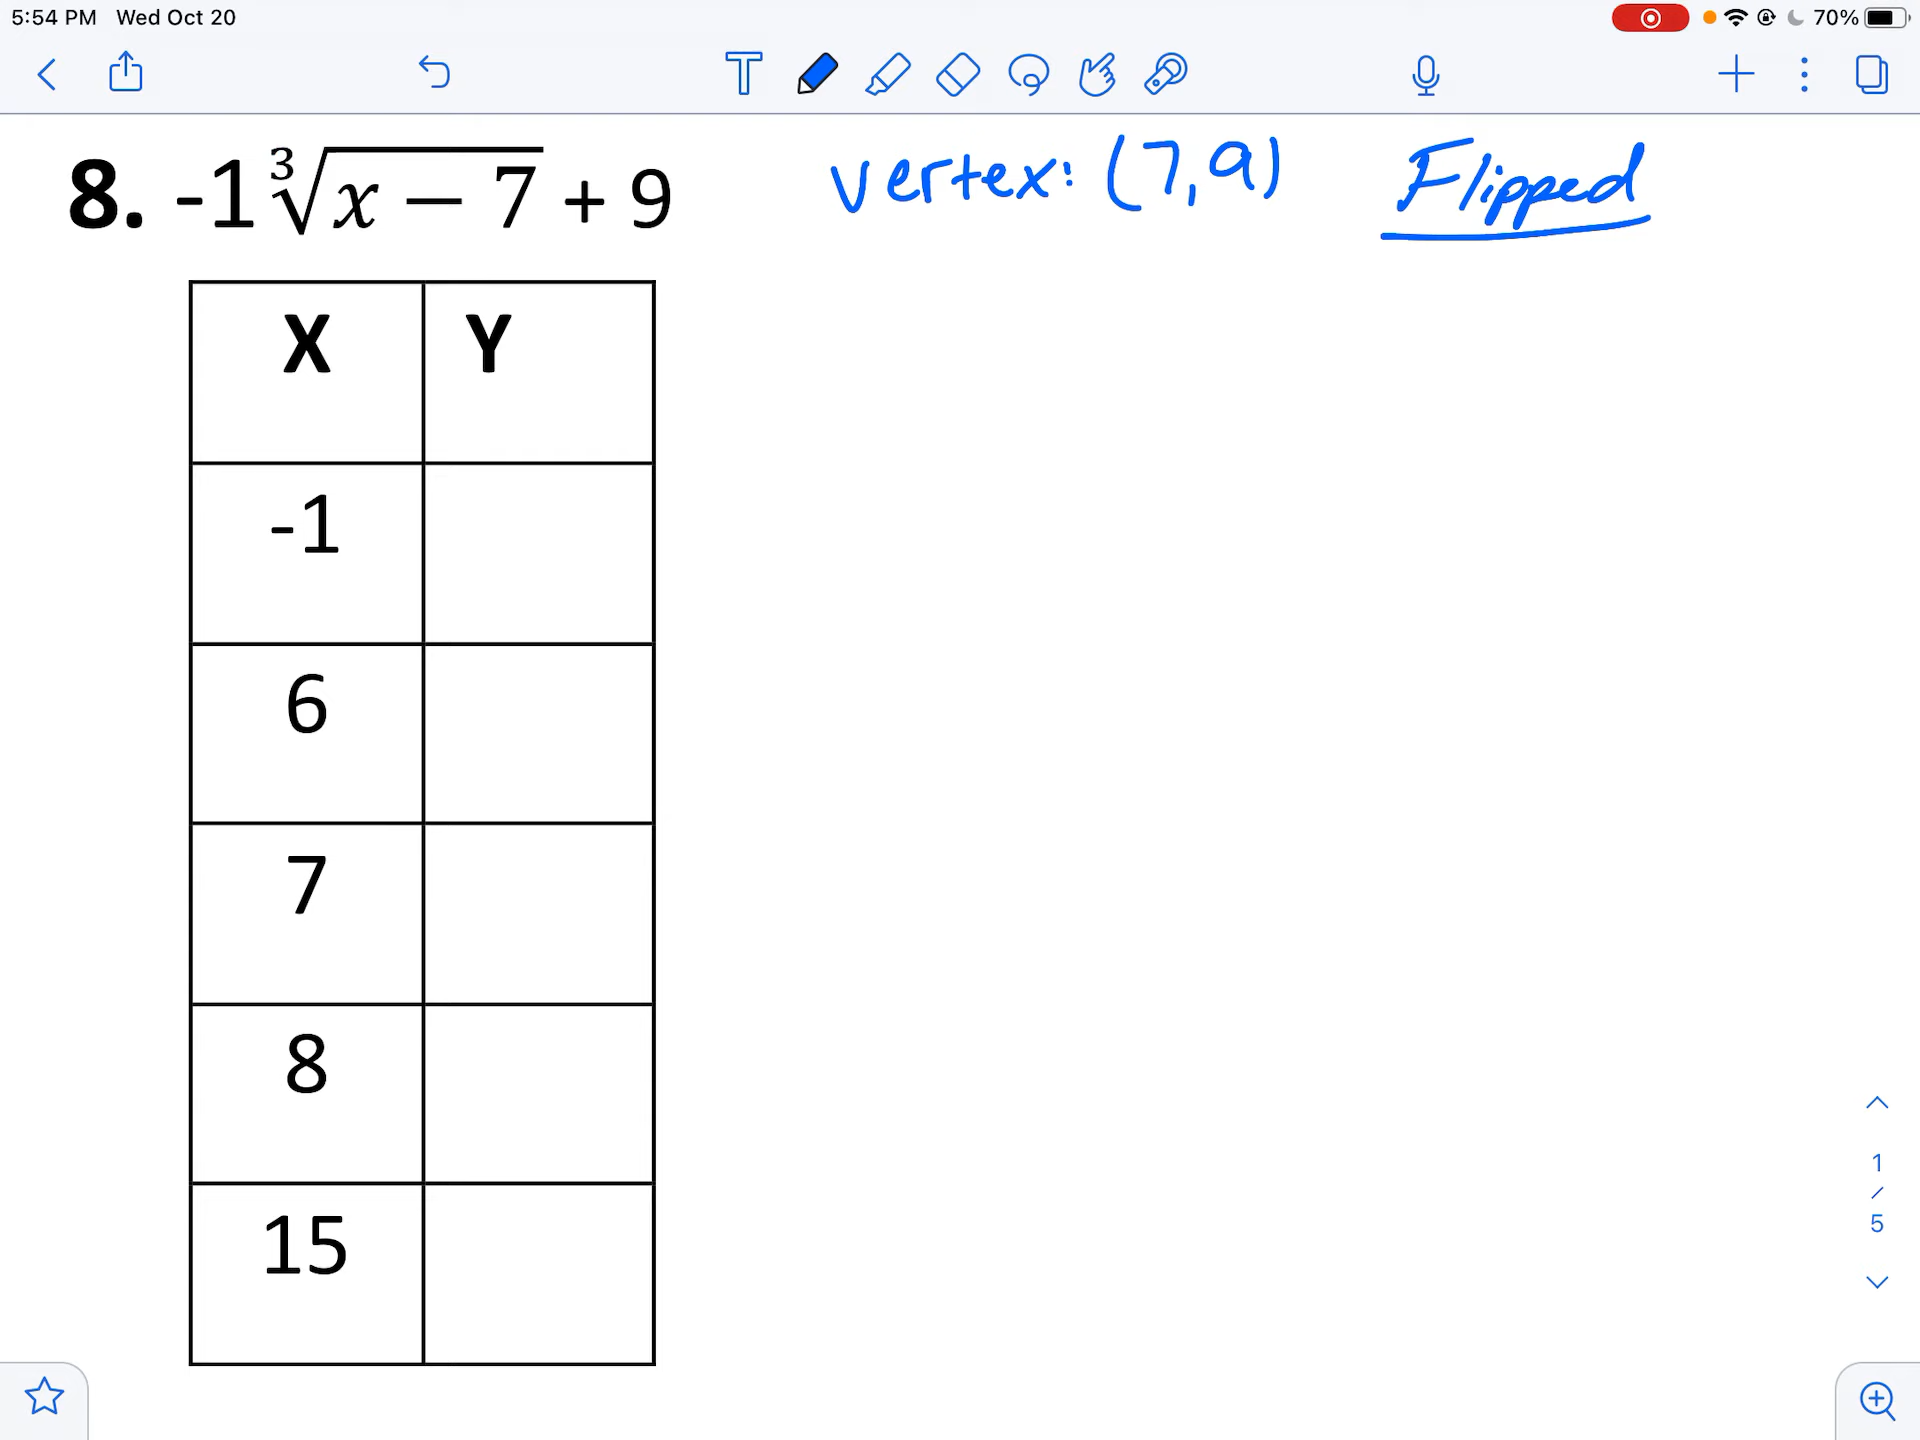 5:54 PM Wed Oct 20 70%
8. -1∛(x − 7) + 9 vertex: (7,9) Flipped
X Y
-1
6
7
8
15
1
/
5